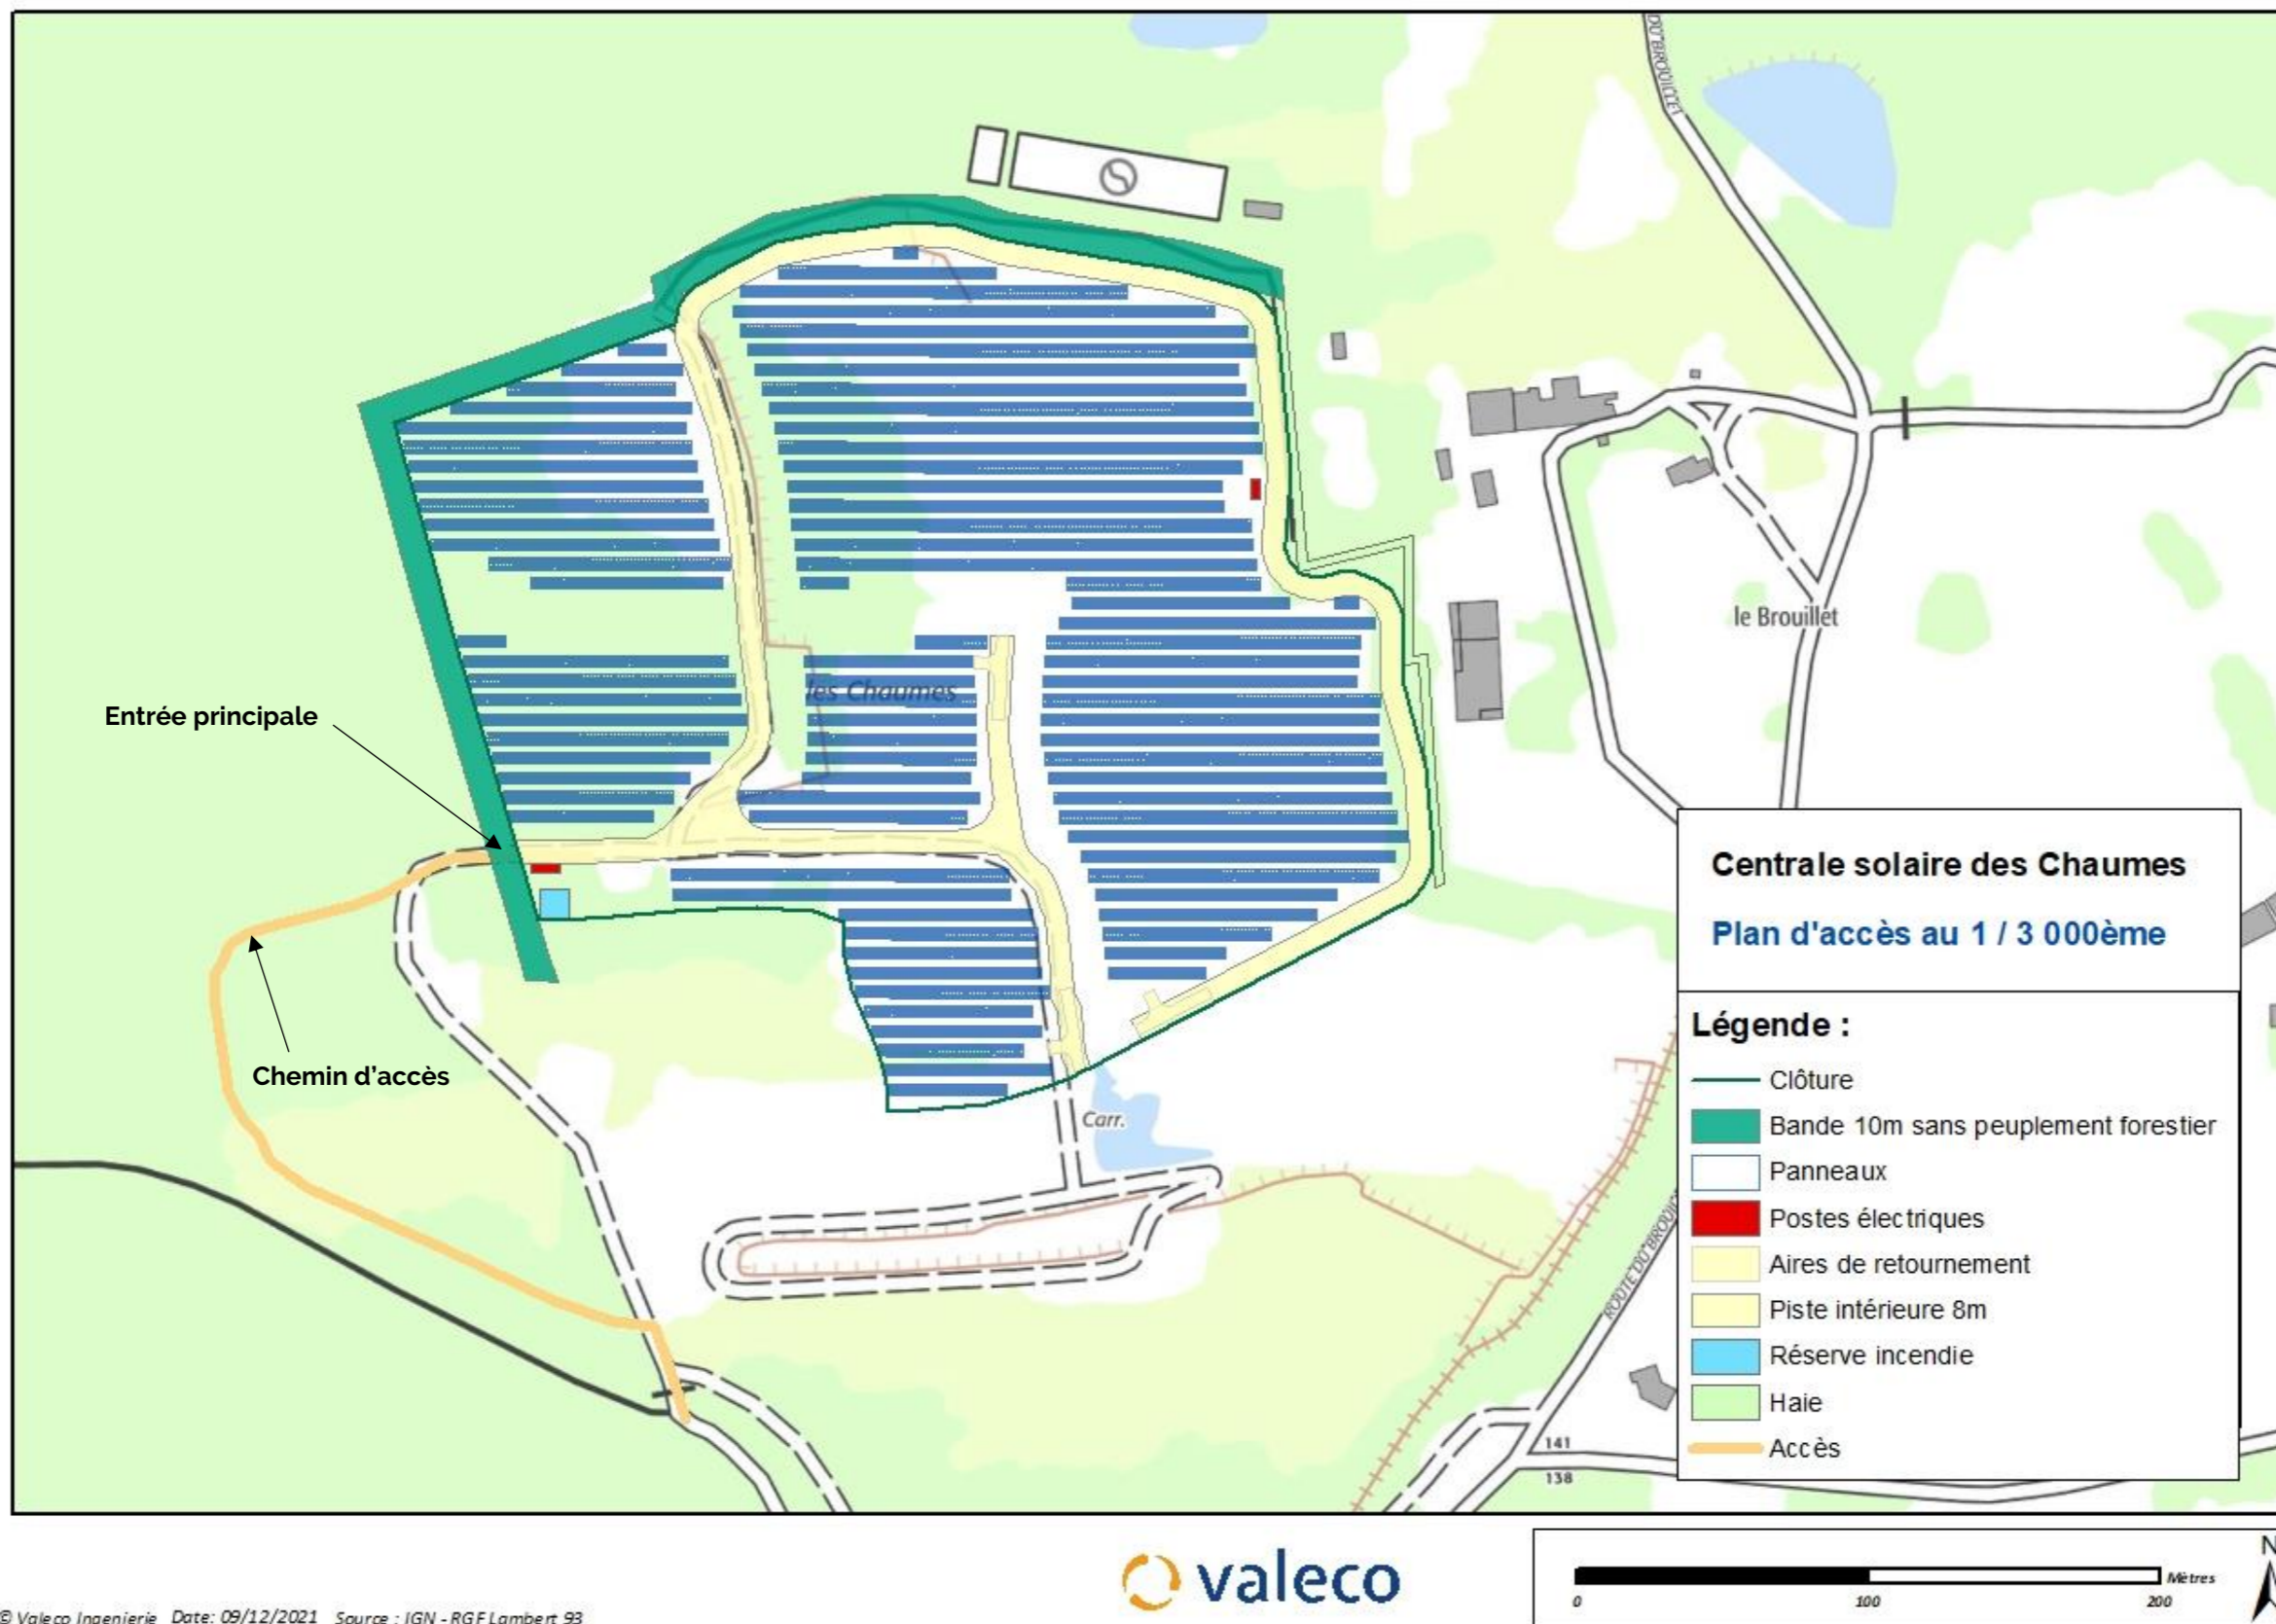 DU BROUILLET
le Brouillet
les Chaumes
Entrée principale
Chemin d'accès
Carr.
Centrale solaire des Chaumes
Plan d'accès au 1 / 3 000ème
Légende :
Clôture
Bande 10m sans peuplement forestier
Panneaux
Postes électriques
Aires de retournement
Piste intérieure 8m
Réserve incendie
Haie
Accès
ROUTE DU BROUILL
141
138
valeco
Mètres
0 100 200
N
© Valeco Ingenierie Date: 09/12/2021 Source : IGN - RGF Lambert 93